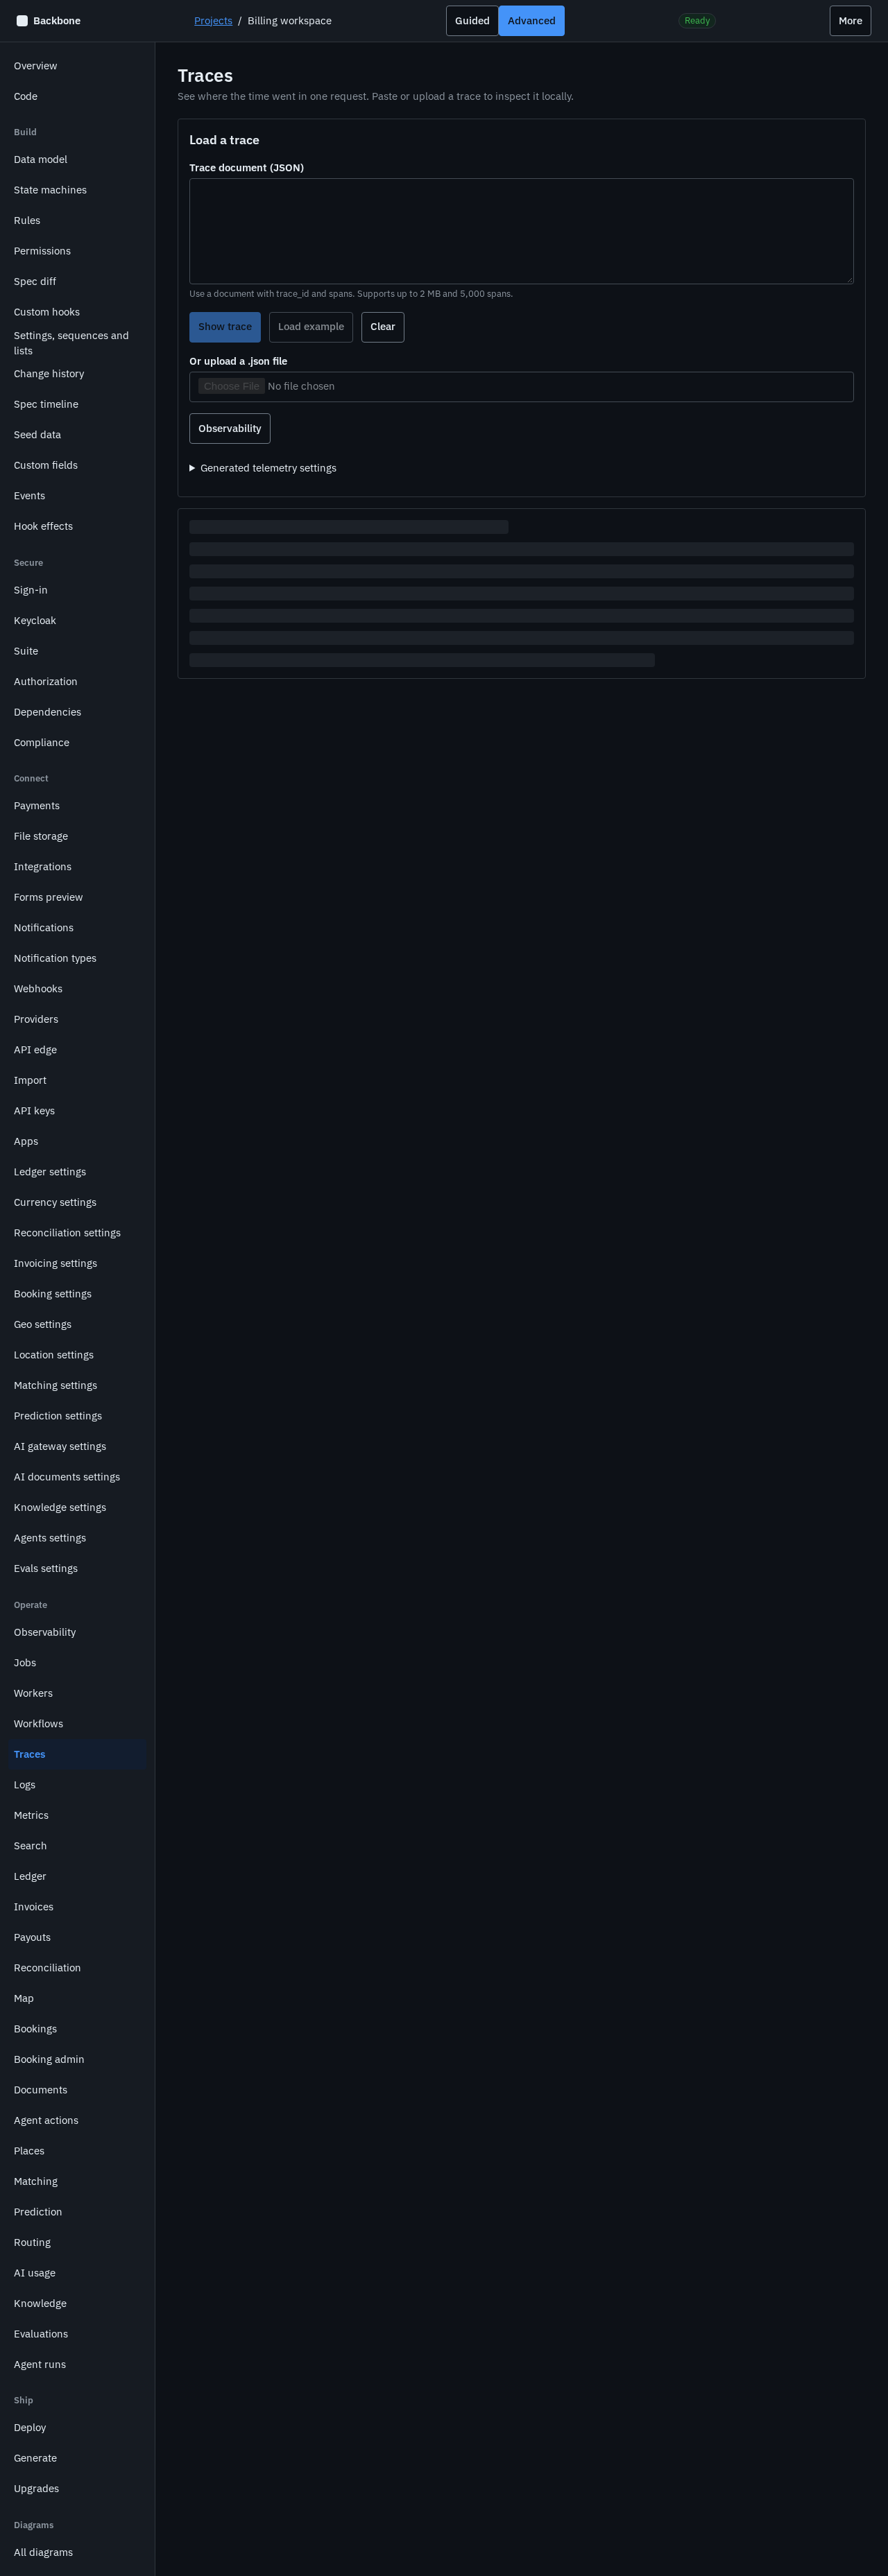 Backbone
Projects / Billing workspace
Guided
Advanced
Ready
More
Overview
Code
Build
Data model
State machines
Rules
Permissions
Spec diff
Custom hooks
Settings, sequences and
lists
Change history
Spec timeline
Seed data
Custom fields
Events
Hook effects
Secure
Sign-in
Keycloak
Suite
Authorization
Dependencies
Compliance
Connect
Payments
File storage
Integrations
Forms preview
Notifications
Notification types
Webhooks
Providers
API edge
Import
API keys
Apps
Ledger settings
Currency settings
Reconciliation settings
Invoicing settings
Booking settings
Geo settings
Location settings
Matching settings
Prediction settings
AI gateway settings
AI documents settings
Knowledge settings
Agents settings
Evals settings
Operate
Observability
Jobs
Workers
Workflows
Traces
Logs
Metrics
Search
Ledger
Invoices
Payouts
Reconciliation
Map
Bookings
Booking admin
Documents
Agent actions
Places
Matching
Prediction
Routing
AI usage
Knowledge
Evaluations
Agent runs
Ship
Deploy
Generate
Upgrades
Diagrams
All diagrams
Traces
See where the time went in one request. Paste or upload a trace to inspect it locally.
Load a trace
Trace document (JSON)
Use a document with trace_id and spans. Supports up to 2 MB and 5,000 spans.
Show trace
Load example
Clear
Or upload a .json file
Choose File No file chosen
Observability
Generated telemetry settings